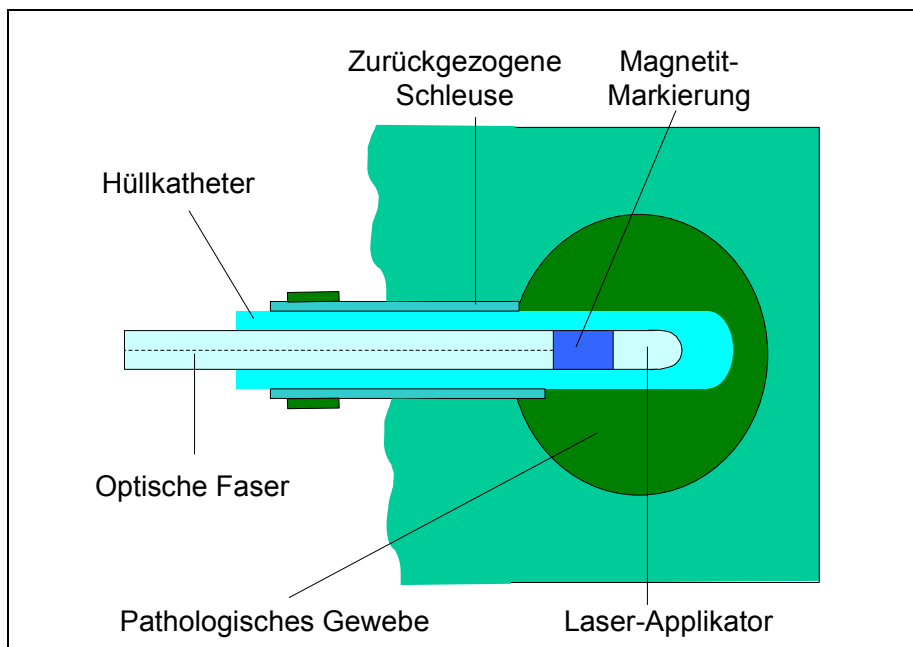 Zurückgezogene
Schleuse
Magnetit-
Markierung
Hüllkatheter
Optische Faser
Pathologisches Gewebe
Laser-Applikator